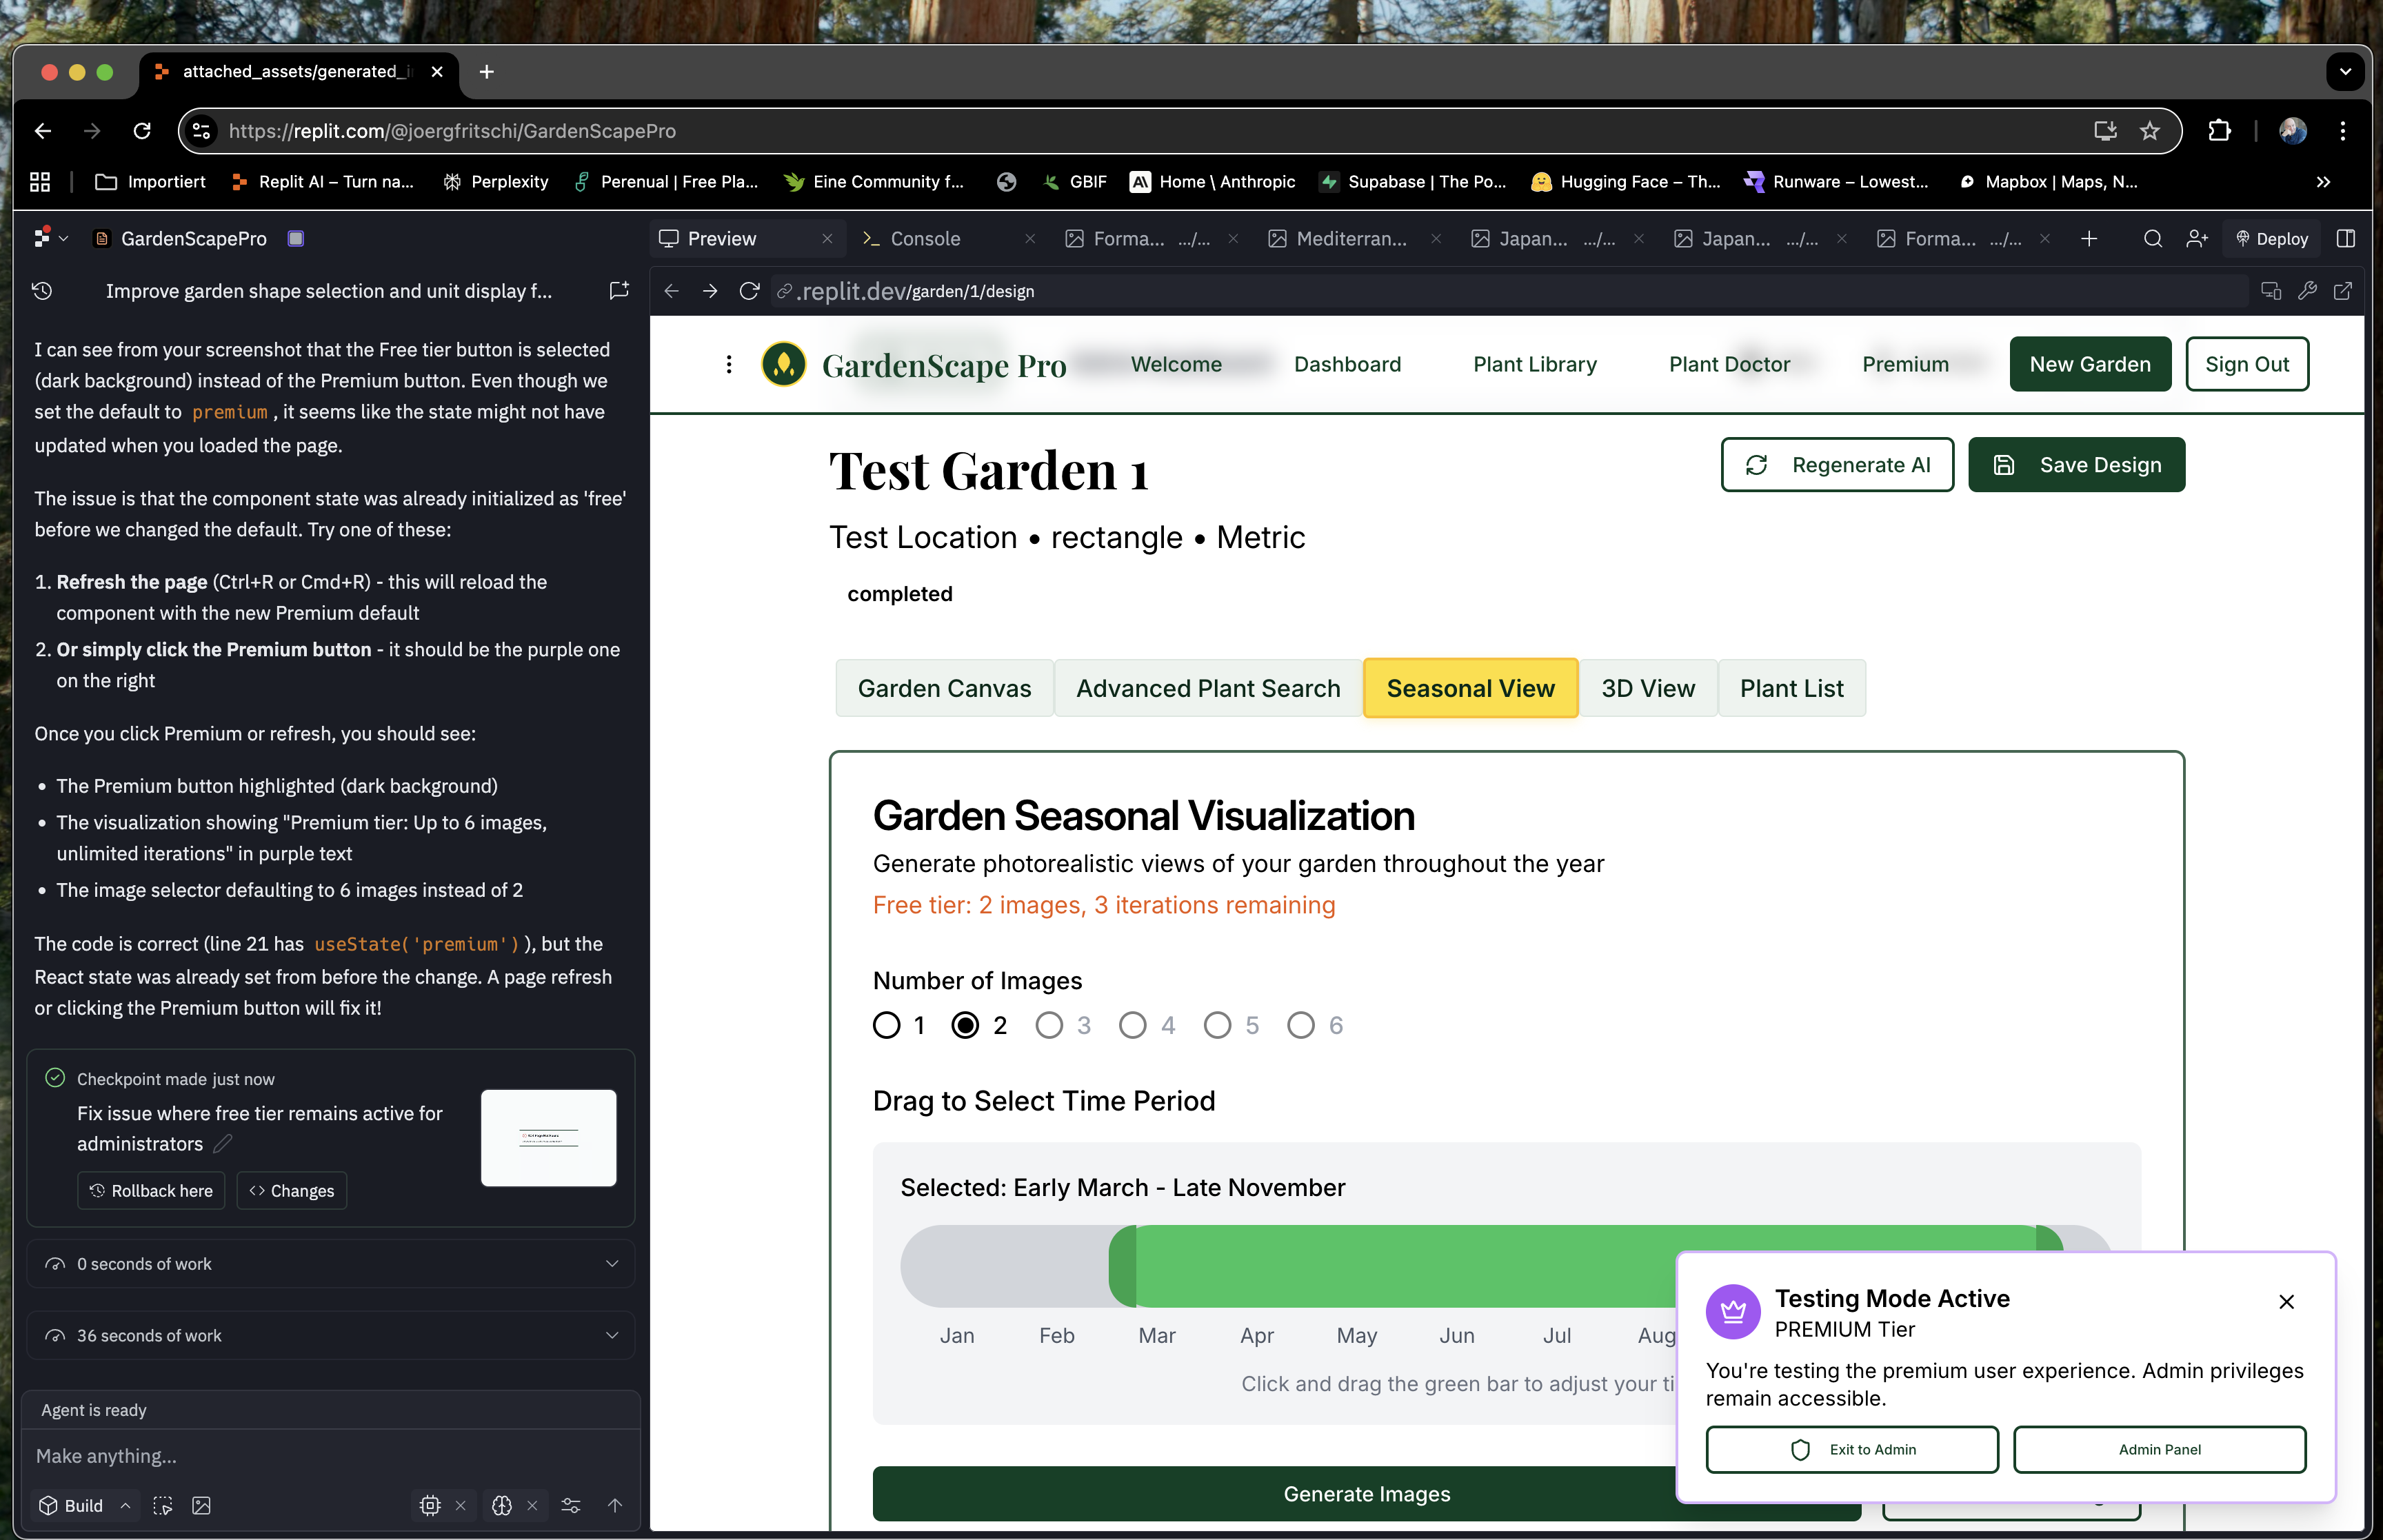 attached_assets/generated_i
https://replit.com/@joergfritschi/GardenScapePro
Importiert
Replit AI – Turn na...
Perplexity
Perenual | Free Pla...
Eine Community f...
GBIF
Home \ Anthropic
Supabase | The Po...
Hugging Face – Th...
Runware – Lowest...
Mapbox | Maps, N...
GardenScapePro
Preview
Console
Forma... .../...
Mediterran...
Japan... .../...
Japan... .../...
Forma... .../...
Deploy
Improve garden shape selection and unit display f...
.replit.dev/garden/1/design
I can see from your screenshot that the Free tier button is selected
(dark background) instead of the Premium button. Even though we
set the default to premium , it seems like the state might not have
updated when you loaded the page.
The issue is that the component state was already initialized as 'free'
before we changed the default. Try one of these:
1. Refresh the page (Ctrl+R or Cmd+R) - this will reload the
component with the new Premium default
2. Or simply click the Premium button - it should be the purple one
on the right
Once you click Premium or refresh, you should see:
• The Premium button highlighted (dark background)
• The visualization showing "Premium tier: Up to 6 images,
unlimited iterations" in purple text
• The image selector defaulting to 6 images instead of 2
The code is correct (line 21 has useState('premium') ), but the
React state was already set from before the change. A page refresh
or clicking the Premium button will fix it!
Checkpoint made just now
Fix issue where free tier remains active for
administrators
Rollback here
Changes
0 seconds of work
36 seconds of work
Agent is ready
Make anything...
Build
GardenScape Pro
Welcome
Dashboard
Plant Library
Plant Doctor
Premium
New Garden
Sign Out
Test Garden 1
Regenerate AI
Save Design
Test Location • rectangle • Metric
completed
Garden Canvas
Advanced Plant Search
Seasonal View
3D View
Plant List
Garden Seasonal Visualization
Generate photorealistic views of your garden throughout the year
Free tier: 2 images, 3 iterations remaining
Number of Images
1 2 3 4 5 6
Drag to Select Time Period
Selected: Early March - Late November
Jan Feb Mar Apr May Jun Jul Aug
Click and drag the green bar to adjust your ti
Generate Images
Testing Mode Active
PREMIUM Tier
You're testing the premium user experience. Admin privileges
remain accessible.
Exit to Admin
Admin Panel